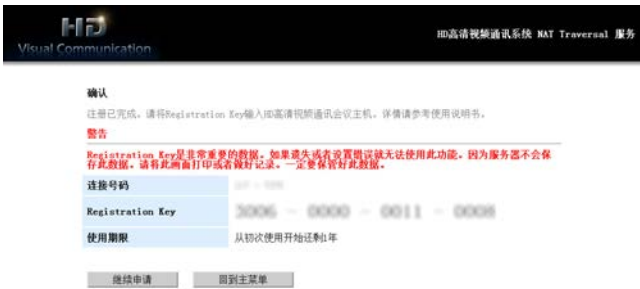 HD
Visual Communication
HD高清视频通讯系统 NAT Traversal 服务
确认
注册已完成。请将Registration Key输入HD高清视频通讯会议主机。详情请参考使用说明书。
警告
Registration Key是非常重要的数据。如果遗失或者设置错误就无法使用此功能。因为服务器不会保
存此数据。请将此画面打印或者做好记录。一定要保管好此数据。
连接号码
Registration Key
使用期限 从初次使用开始还剩1年
继续申请 回到主菜单